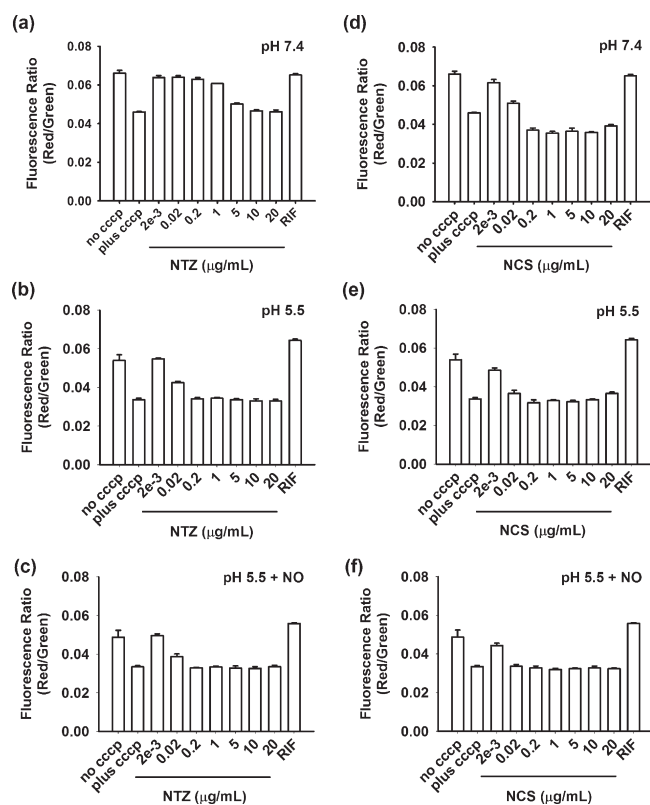 (a)
pH 7.4
Fluorescence Ratio
(Red/Green)
0.08
0.06
0.04
0.02
0.00
no cccp
plus cccp
2e-3
0.02
0.2
1
5
10
20
RIF
NTZ (μg/mL)
(d)
pH 7.4
Fluorescence Ratio
(Red/Green)
0.08
0.06
0.04
0.02
0.00
no cccp
plus cccp
2e-3
0.02
0.2
1
5
10
20
RIF
NCS (μg/mL)
(b)
pH 5.5
Fluorescence Ratio
(Red/Green)
0.08
0.06
0.04
0.02
0.00
no cccp
plus cccp
2e-3
0.02
0.2
1
5
10
20
RIF
NTZ (μg/mL)
(e)
pH 5.5
Fluorescence Ratio
(Red/Green)
0.08
0.06
0.04
0.02
0.00
no cccp
plus cccp
2e-3
0.02
0.2
1
5
10
20
RIF
NCS (μg/mL)
(c)
pH 5.5 + NO
Fluorescence Ratio
(Red/Green)
0.08
0.06
0.04
0.02
0.00
no cccp
plus cccp
2e-3
0.02
0.2
1
5
10
20
RIF
NTZ (μg/mL)
(f)
pH 5.5 + NO
Fluorescence Ratio
(Red/Green)
0.08
0.06
0.04
0.02
0.00
no cccp
plus cccp
2e-3
0.02
0.2
1
5
10
20
RIF
NCS (μg/mL)